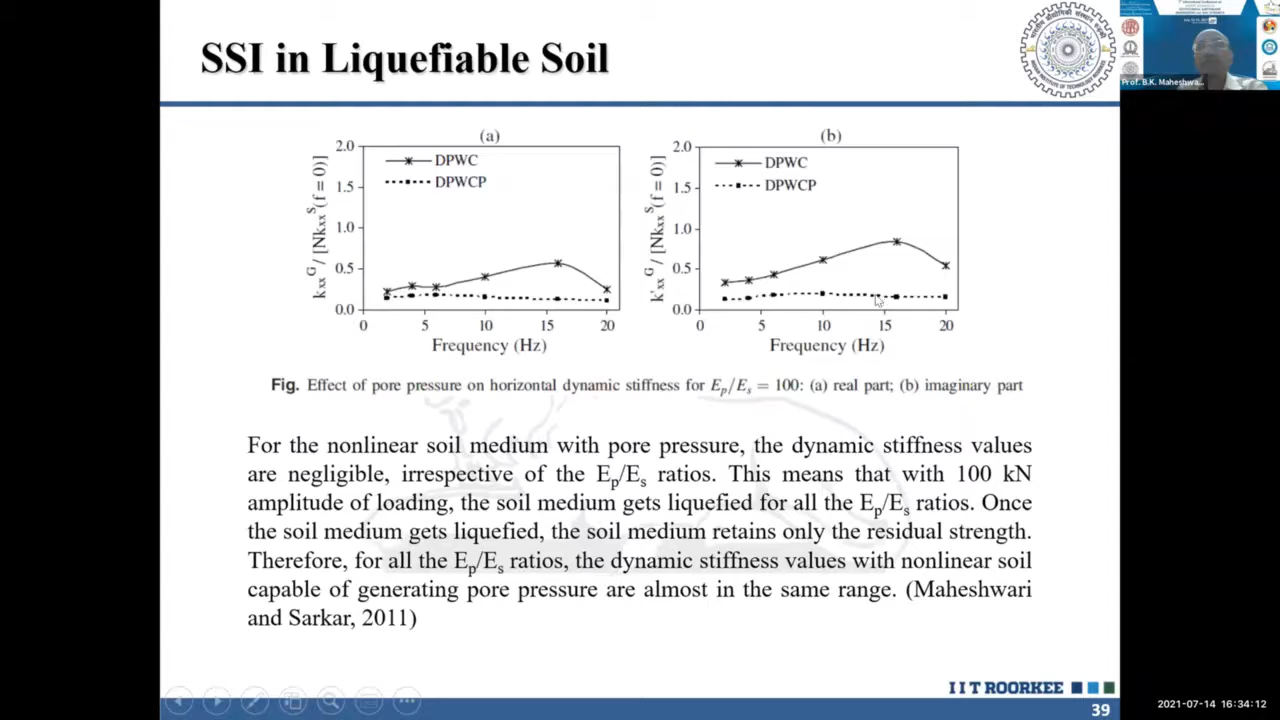 SSI in Liquefiable Soil
Prof. B.K. Maheshwa...
(a)
2.0
1.5
1.0
0.5
0.0
DPWC
DPWCP
kxx^G / [Nkxx^S(f = 0)]
0 5 10 15 20
Frequency (Hz)
(b)
2.0
1.5
1.0
0.5
0.0
DPWC
DPWCP
k'xx^G / [Nkxx^S(f = 0)]
0 5 10 15 20
Frequency (Hz)
Fig. Effect of pore pressure on horizontal dynamic stiffness for Ep/Es = 100: (a) real part; (b) imaginary part
For the nonlinear soil medium with pore pressure, the dynamic stiffness values
are negligible, irrespective of the Ep/Es ratios. This means that with 100 kN
amplitude of loading, the soil medium gets liquefied for all the Ep/Es ratios. Once
the soil medium gets liquefied, the soil medium retains only the residual strength.
Therefore, for all the Ep/Es ratios, the dynamic stiffness values with nonlinear soil
capable of generating pore pressure are almost in the same range. (Maheshwari
and Sarkar, 2011)
I I T ROORKEE
39
2021-07-14 16:34:12